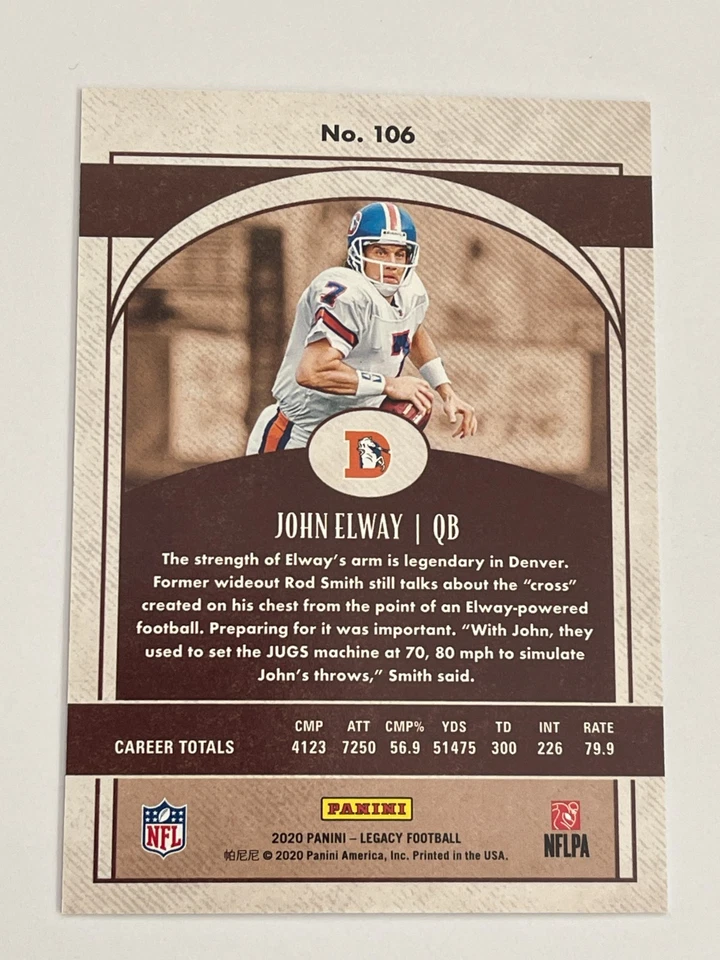 No. 106
7
7
D
JOHN ELWAY | QB
The strength of Elway's arm is legendary in Denver.
Former wideout Rod Smith still talks about the "cross"
created on his chest from the point of an Elway-powered
football. Preparing for it was important. "With John, they
used to set the JUGS machine at 70, 80 mph to simulate
John's throws," Smith said.
CMP ATT CMP% YDS TD INT RATE
CAREER TOTALS 4123 7250 56.9 51475 300 226 79.9
NFL
PANINI
NFLPA
2020 PANINI – LEGACY FOOTBALL
帕尼尼 © 2020 Panini America, Inc. Printed in the USA.